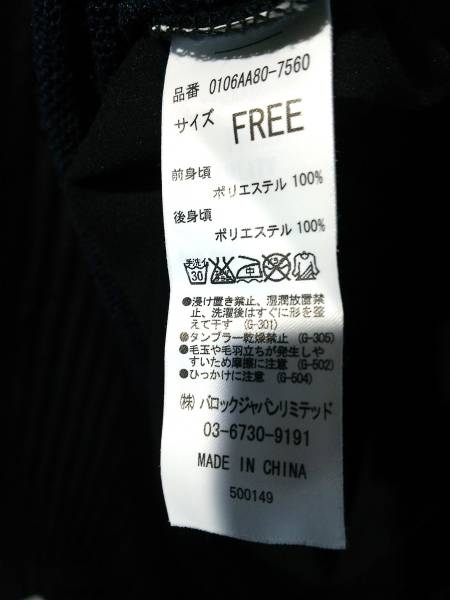 品番 0106AA80-7560
サイズ FREE
前身頃
ポリエステル 100%
後身頃
ポリエステル 100%
手洗イ 30 中
●浸け置き禁止、湿潤放置禁
止、洗濯後はすぐに形を整
えて干す (G-301)
●タンブラー乾燥禁止 (G-305)
●毛玉や毛羽立ちが発生しや
すいため摩擦に注意 (G-502)
●ひっかけに注意 (G-504)
㈱ バロックジャパンリミテッド
03-6730-9191
MADE IN CHINA
500149